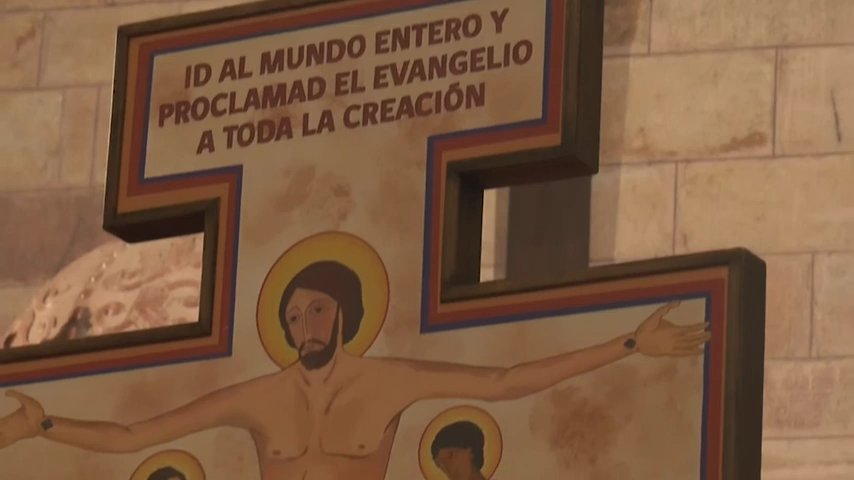 ID AL MUNDO ENTERO Y
PROCLAMAD EL EVANGELIO
A TODA LA CREACIÓN